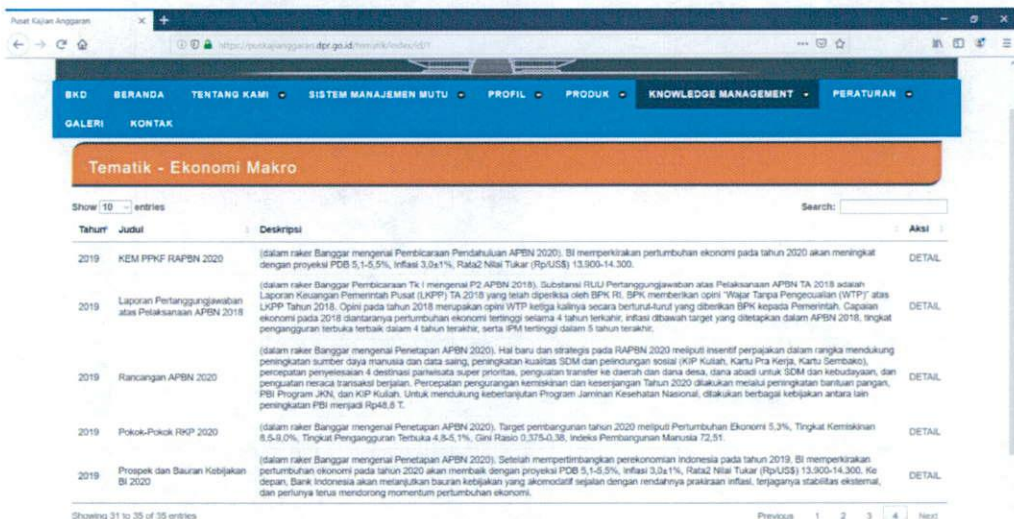 Pusat Kajian Anggaran
https://puskajianggaran.dpr.go.id/tematik/index/id/1
BKD BERANDA TENTANG KAMI SISTEM MANAJEMEN MUTU PROFIL PRODUK KNOWLEDGE MANAGEMENT PERATURAN
GALERI KONTAK
Tematik - Ekonomi Makro
Show 10 entries Search:
Tahun Judul Deskripsi Aksi
2019 KEM PPKF RAPBN 2020 (dalam raker Banggar mengenai Pembicaraan Pendahuluan APBN 2020). BI memperkirakan pertumbuhan ekonomi pada tahun 2020 akan meningkat DETAIL
dengan proyeksi PDB 5,1-5,5%, Inflasi 3,0±1%, Rata2 Nilai Tukar (Rp/US$) 13.900-14.300.
(dalam raker Banggar Pembicaraan Tk I mengenai P2 APBN 2018). Substansi RUU Pertanggungjawaban atas Pelaksanaan APBN TA 2018 adalah
Laporan Keuangan Pemerintah Pusat (LKPP) TA 2018 yang telah diperiksa oleh BPK RI. BPK memberikan opini "Wajar Tanpa Pengecualian (WTP)" atas
2019 Laporan Pertanggungjawaban atas Pelaksanaan APBN 2018 LKPP Tahun 2018. Opini pada tahun 2018 merupakan opini WTP ketiga kalinya secara berturut-turut yang diberikan BPK kepada Pemerintah. Capaian DETAIL
ekonomi pada 2018 diantaranya pertumbuhan ekonomi tertinggi selama 4 tahun terkahir, inflasi dibawah target yang ditetapkan dalam APBN 2018, tingkat
pengangguran terbuka terbaik dalam 4 tahun terakhir, serta IPM tertinggi dalam 5 tahun terakhir.
(dalam raker Banggar mengenai Penetapan APBN 2020). Hal baru dan strategis pada RAPBN 2020 meliputi insentif perpajakan dalam rangka mendukung
peningkatan sumber daya manusia dan data saing, peningkatan kualitas SDM dan pelindungan sosial (KIP Kuliah, Kartu Pra Kerja, Kartu Sembako),
2019 Rancangan APBN 2020 percepatan penyelesaian 4 destinasi pariwisata super prioritas, penguatan transfer ke daerah dan dana desa, dana abadi untuk SDM dan kebudayaan, dan DETAIL
penguatan neraca transaksi berjalan. Percepatan pengurangan kemiskinan dan kesenjangan Tahun 2020 dilakukan melalui peningkatan bantuan pangan,
PBI Program JKN, dan KIP Kuliah. Untuk mendukung keberlanjutan Program Jaminan Kesehatan Nasional, dilakukan berbagai kebijakan antara lain
peningkatan PBI menjadi Rp48,8 T.
2019 Pokok-Pokok RKP 2020 (dalam raker Banggar mengenai Penetapan APBN 2020). Target pembangunan tahun 2020 meliputi Pertumbuhan Ekonomi 5,3%, Tingkat Kemiskinan DETAIL
8,5-9,0%, Tingkat Pengangguran Terbuka 4,8-5,1%, Gini Rasio 0,375-0,38, Indeks Pembangunan Manusia 72,51.
(dalam raker Banggar mengenai Penetapan APBN 2020). Setelah mempertimbangkan perekonomian Indonesia pada tahun 2019, BI memperkirakan
2019 Prospek dan Bauran Kebijakan BI 2020 pertumbuhan ekonomi pada tahun 2020 akan membaik dengan proyeksi PDB 5,1-5,5%, Inflasi 3,0±1%, Rata2 Nilai Tukar (Rp/US$) 13.900-14.300. Ke DETAIL
depan, Bank Indonesia akan melanjutkan bauran kebijakan yang akomodatif sejalan dengan rendahnya prakiraan inflasi, terjaganya stabilitas eksternal,
dan perlunya terus mendorong momentum pertumbuhan ekonomi.
Showing 31 to 35 of 35 entries Previous 1 2 3 4 Next